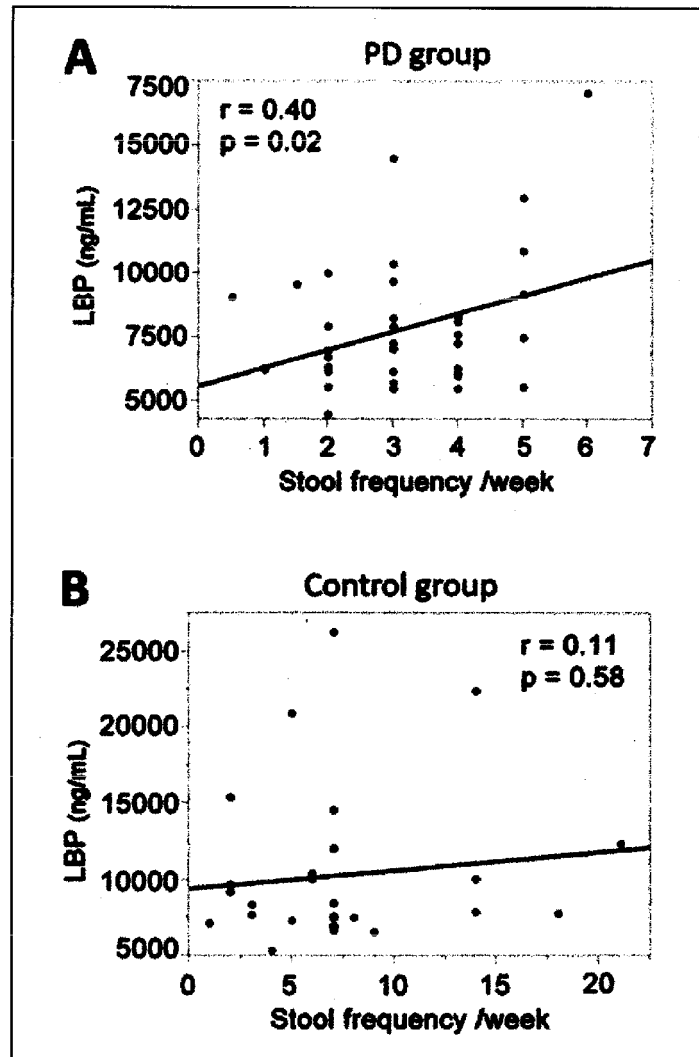 A
PD group
r = 0.40
p = 0.02
7500
15000
12500
10000
7500
5000
LBP (ng/mL)
0 1 2 3 4 5 6 7
Stool frequency /week
B
Control group
r = 0.11
p = 0.58
25000
20000
15000
10000
5000
LBP (ng/mL)
0 5 10 15 20
Stool frequency /week